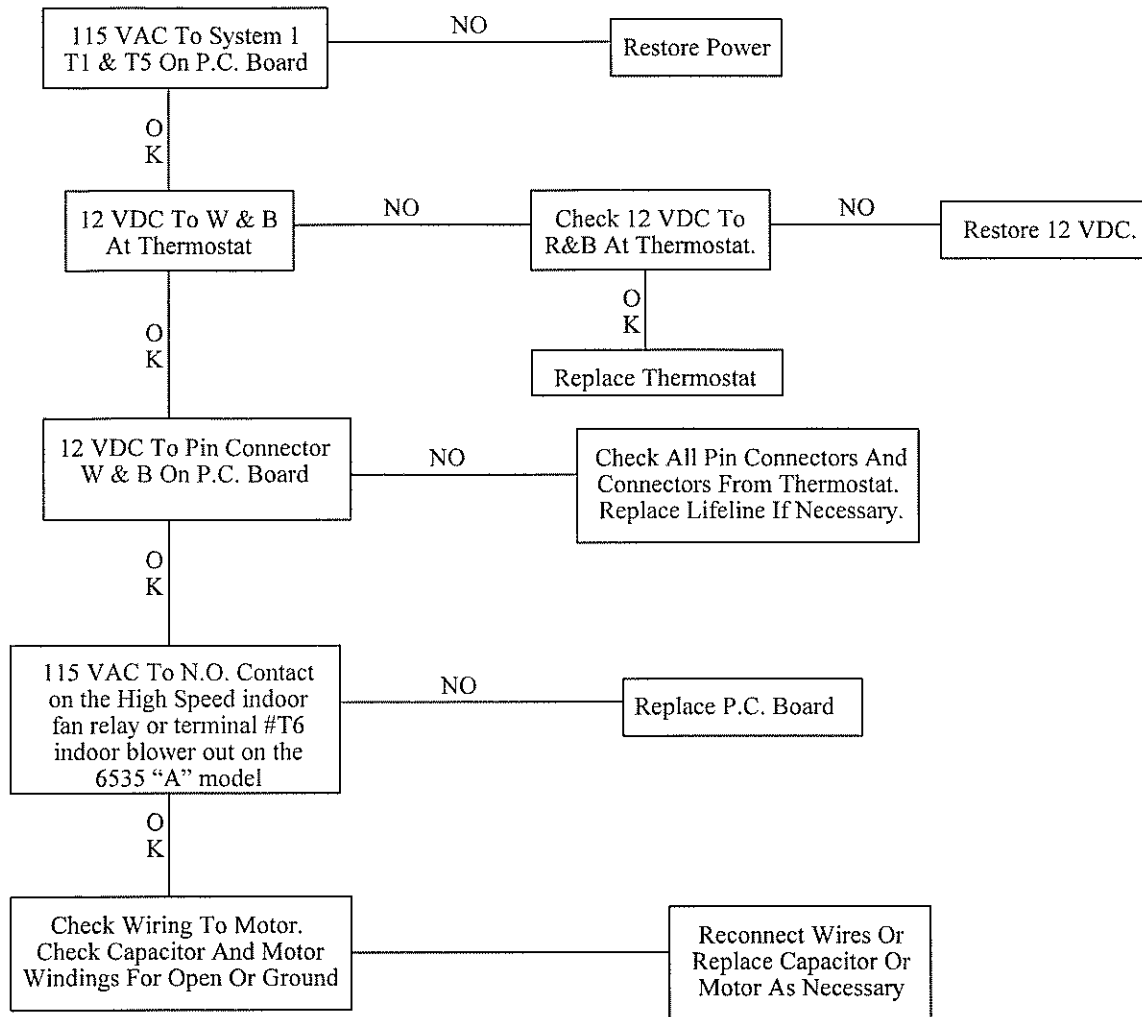 115 VAC To System 1
T1 & T5 On P.C. Board
NO
Restore Power
O
K
12 VDC To W & B
At Thermostat
NO
Check 12 VDC To
R&B At Thermostat.
NO
Restore 12 VDC.
O
K
Replace Thermostat
O
K
12 VDC To Pin Connector
W & B On P.C. Board
NO
Check All Pin Connectors And
Connectors From Thermostat.
Replace Lifeline If Necessary.
O
K
115 VAC To N.O. Contact
on the High Speed indoor
fan relay or terminal #T6
indoor blower out on the
6535 “A” model
NO
Replace P.C. Board
O
K
Check Wiring To Motor.
Check Capacitor And Motor
Windings For Open Or Ground
Reconnect Wires Or
Replace Capacitor Or
Motor As Necessary